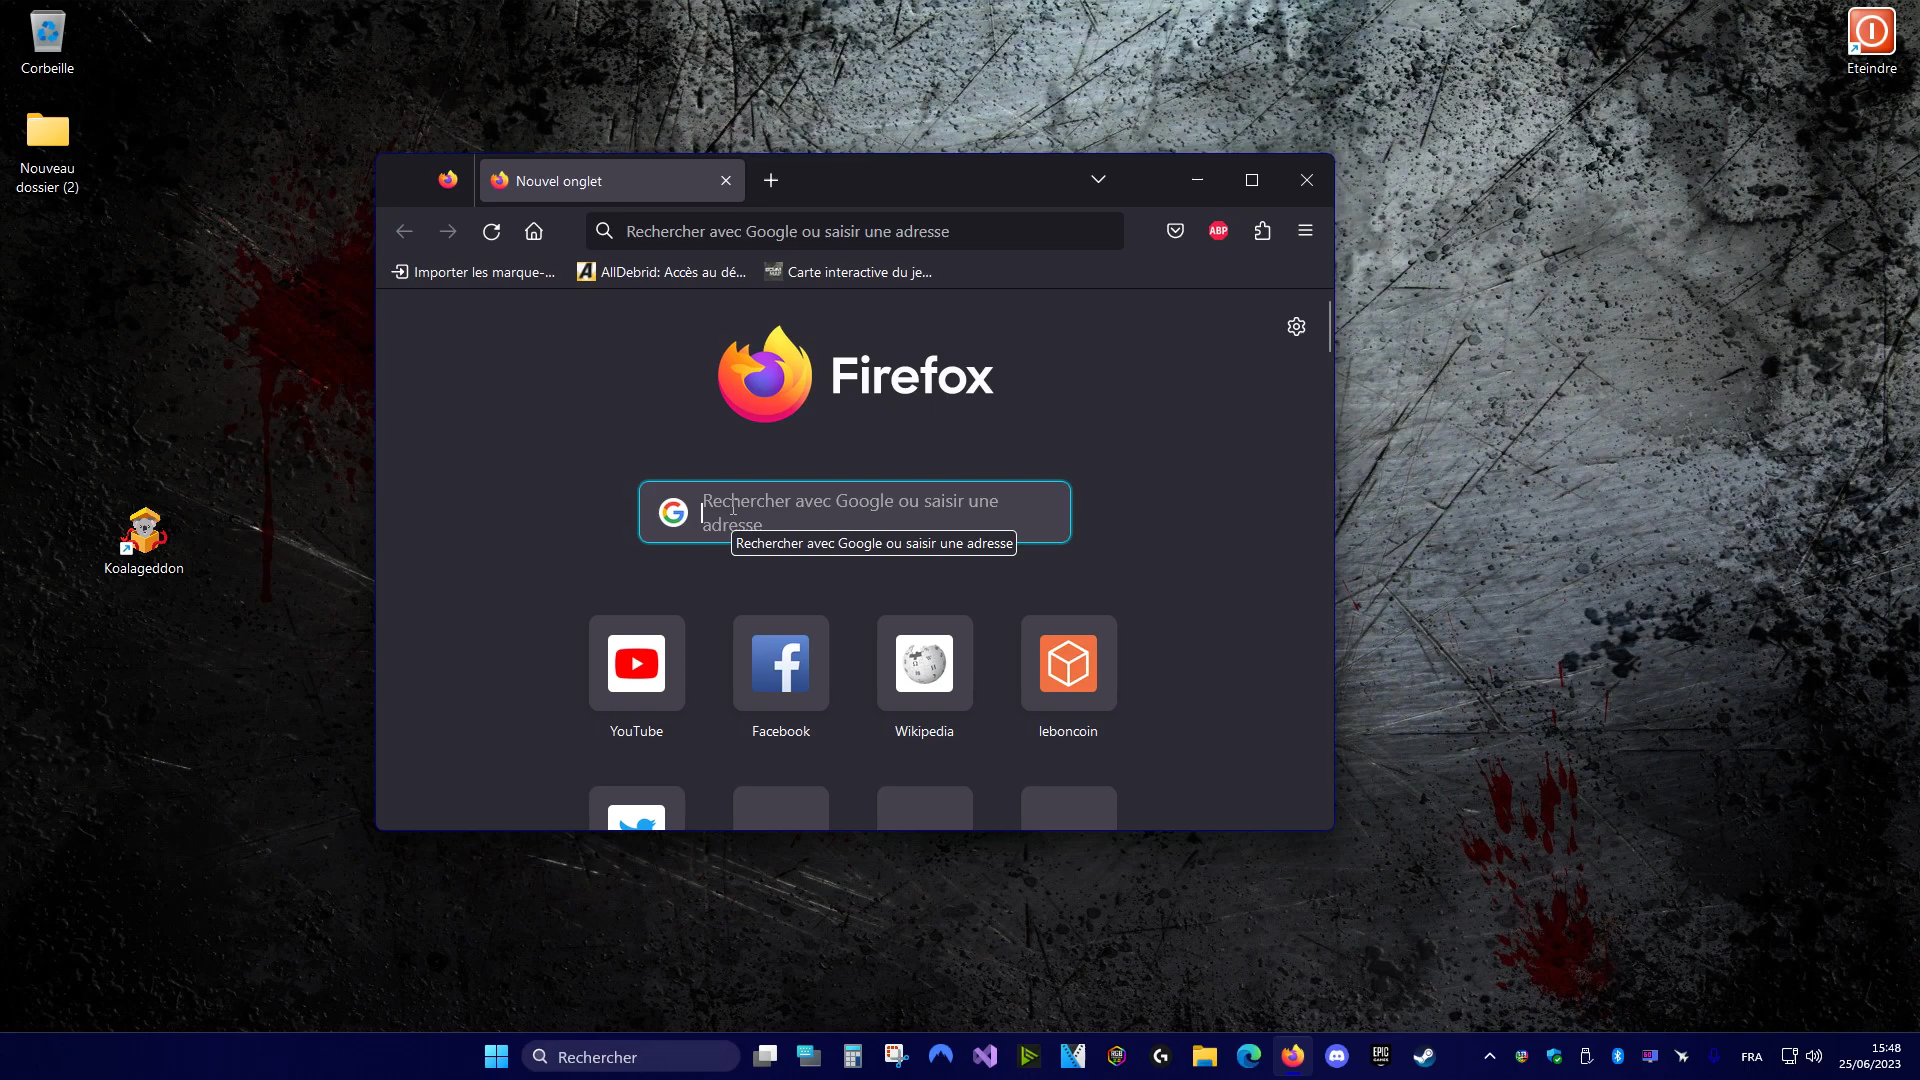 Corbeille
Nouveau
dossier (2)
Koalageddon
Eteindre
Nouvel onglet
Rechercher avec Google ou saisir une adresse
ABP
Importer les marque-...
AllDebrid: Accès au dé...
Carte interactive du je...
Firefox
Rechercher avec Google ou saisir une
adresse
Rechercher avec Google ou saisir une adresse
YouTube
Facebook
Wikipedia
leboncoin
Rechercher
EPIC
GAMES
FRA
15:48
25/06/2023